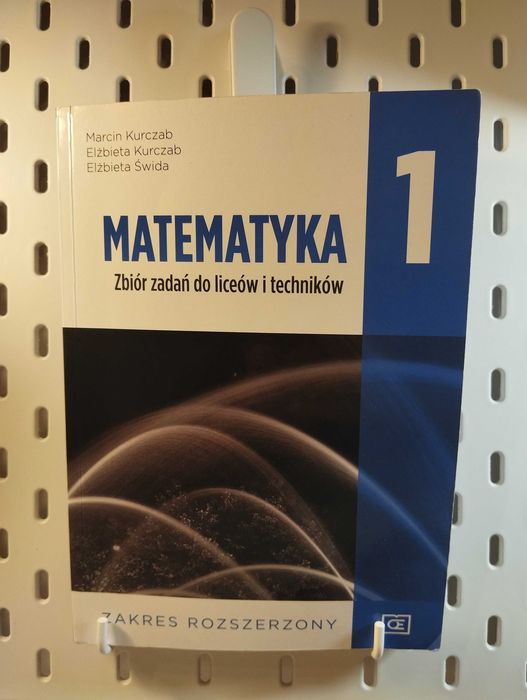 Marcin Kurczab
Elżbieta Kurczab
Elżbieta Świda
1
MATEMATYKA
Zbiór zadań do liceów i techników
ZAKRES ROZSZERZONY
OE